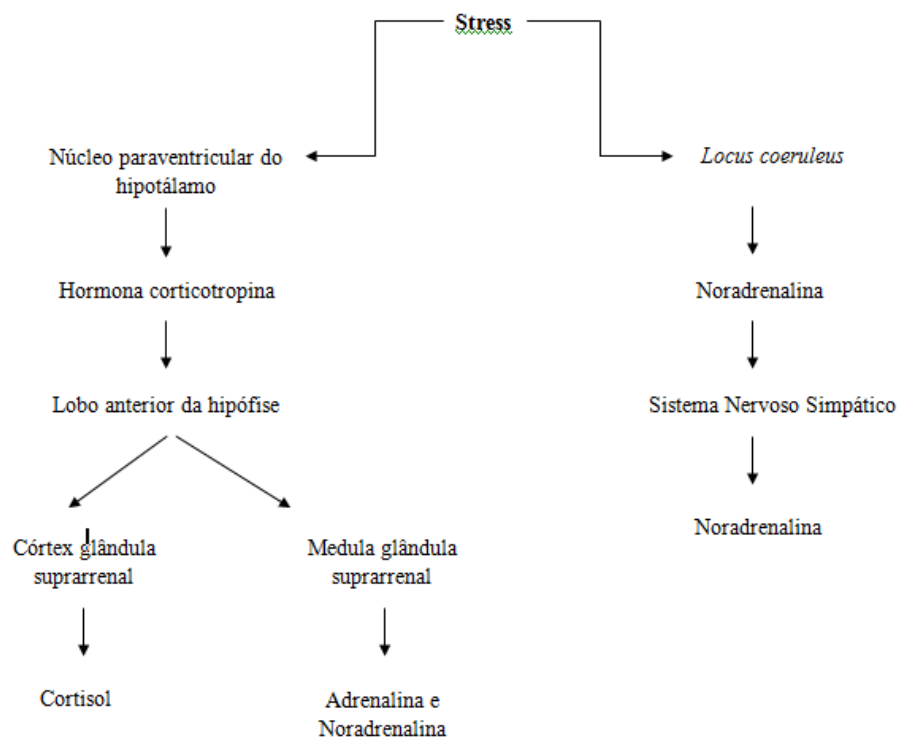 Stress
Núcleo paraventricular do
hipotálamo
Locus coeruleus
Hormona corticotropina
Noradrenalina
Lobo anterior da hipófise
Sistema Nervoso Simpático
Noradrenalina
Córtex glândula
suprarrenal
Medula glândula
suprarrenal
Cortisol
Adrenalina e
Noradrenalina